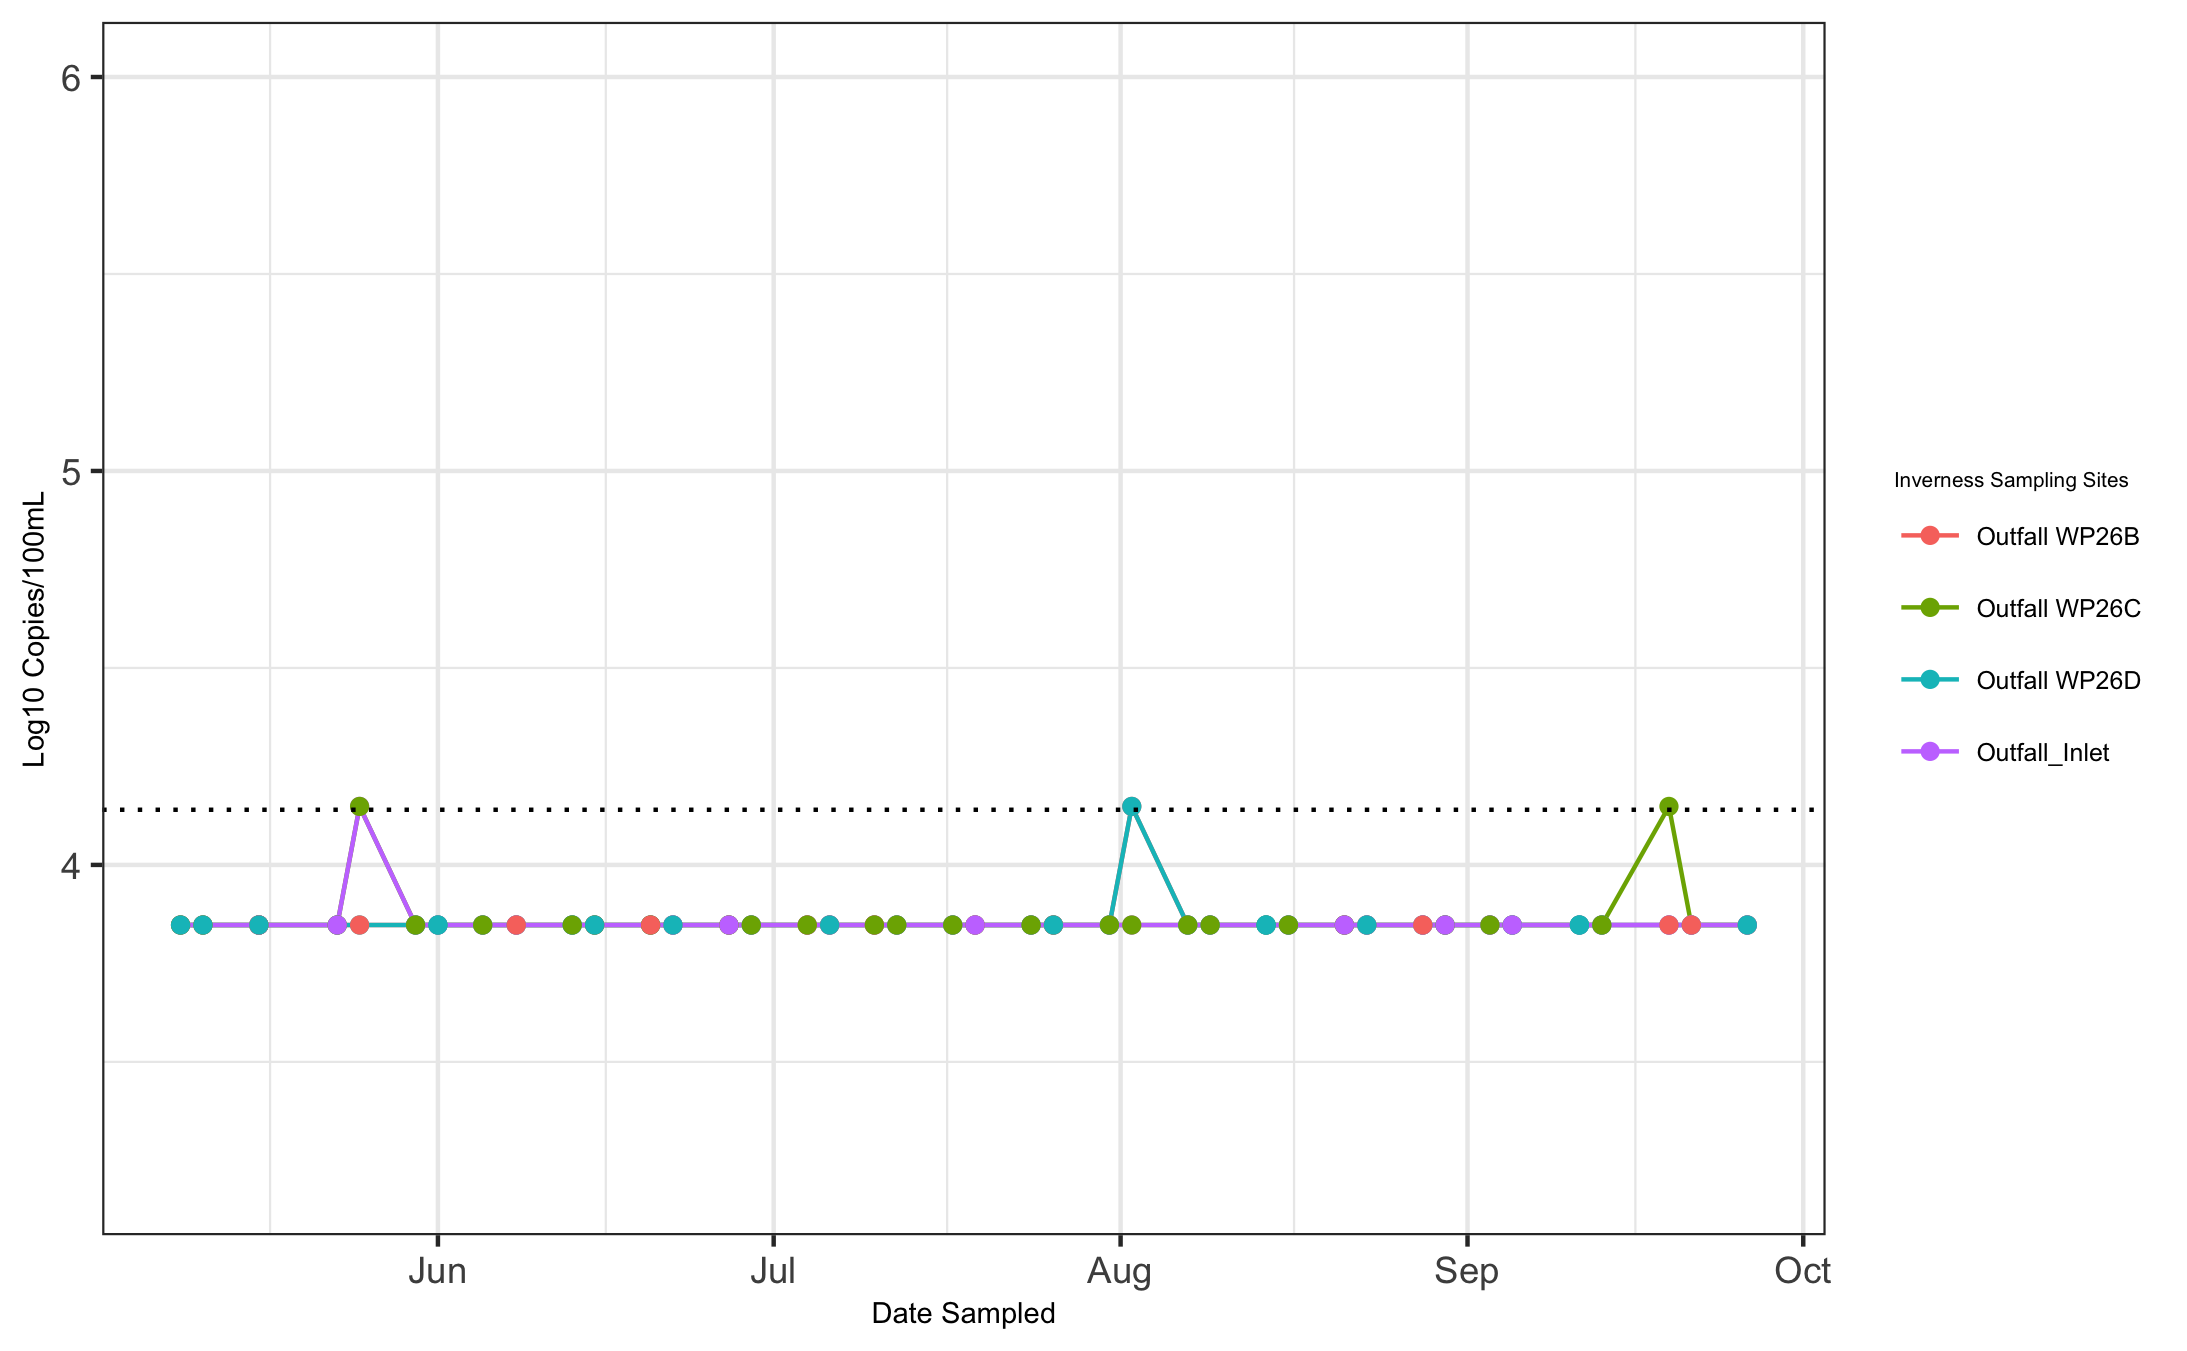 6
5
4
Log10 Copies/100mL
Jun Jul Aug Sep Oct
Date Sampled
Inverness Sampling Sites
Outfall WP26B
Outfall WP26C
Outfall WP26D
Outfall_Inlet